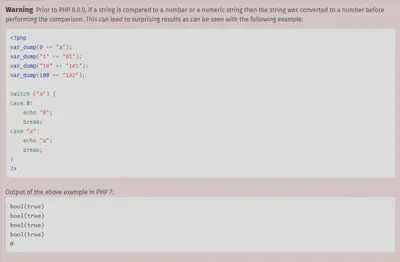 Warning Prior to PHP 8.0.0, if a string is compared to a number or a numeric string then the string was converted to a number before
performing the comparison. This can lead to surprising results as can be seen with the following example:
<?php
var_dump(0 == "a");
var_dump("1" == "01");
var_dump("10" == "1e1");
var_dump(100 == "1e2");
switch ("a") {
case 0:
echo "0";
break;
case "a":
echo "a";
break;
}
?>
Output of the above example in PHP 7:
bool(true)
bool(true)
bool(true)
bool(true)
0